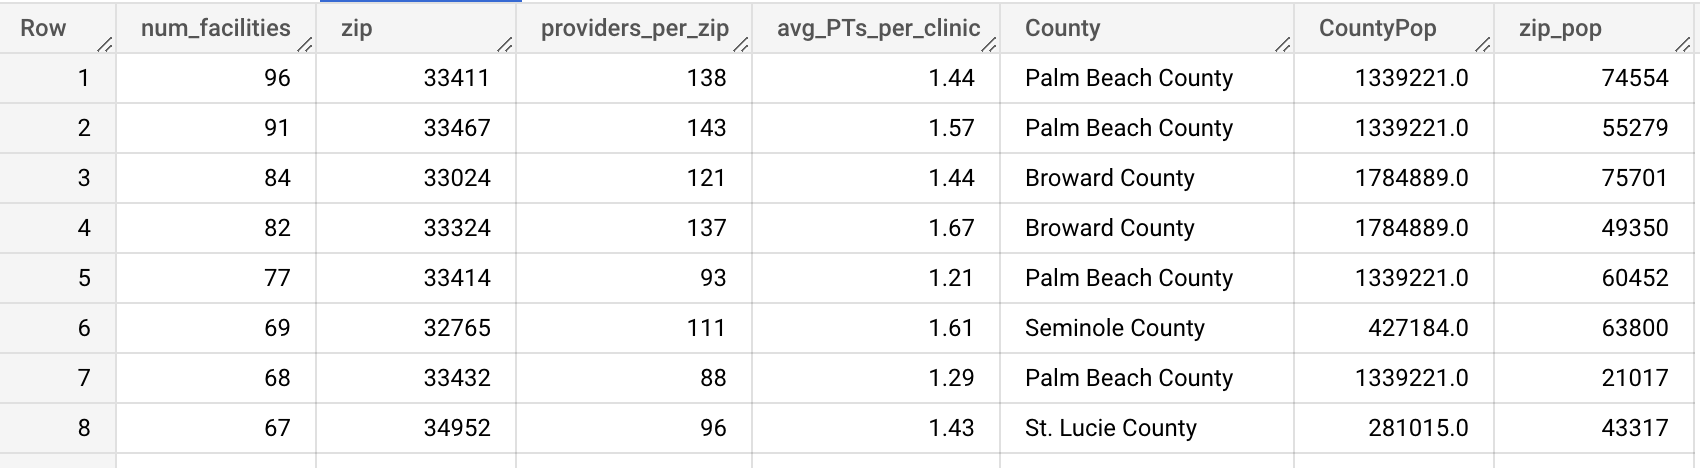 Row num_facilities zip providers_per_zip avg_PTs_per_clinic County CountyPop zip_pop
1 96 33411 138 1.44 Palm Beach County 1339221.0 74554
2 91 33467 143 1.57 Palm Beach County 1339221.0 55279
3 84 33024 121 1.44 Broward County 1784889.0 75701
4 82 33324 137 1.67 Broward County 1784889.0 49350
5 77 33414 93 1.21 Palm Beach County 1339221.0 60452
6 69 32765 111 1.61 Seminole County 427184.0 63800
7 68 33432 88 1.29 Palm Beach County 1339221.0 21017
8 67 34952 96 1.43 St. Lucie County 281015.0 43317